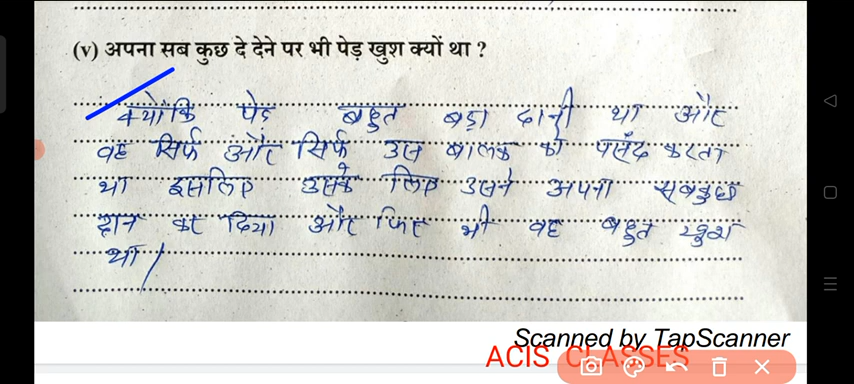 (v) अपना सब कुछ दे देने पर भी पेड़ खुश क्यों था ?
क्योंकि पेड़ बहुत बड़ा दानी था और
वह सिर्फ और सिर्फ उस बालक को पसंद करता
था इसलिए उसके लिए उसने अपना सबकुछ
दान कर दिया और फिर भी वह बहुत खुश
था/
Scanned by TapScanner
ACIS CLASSES